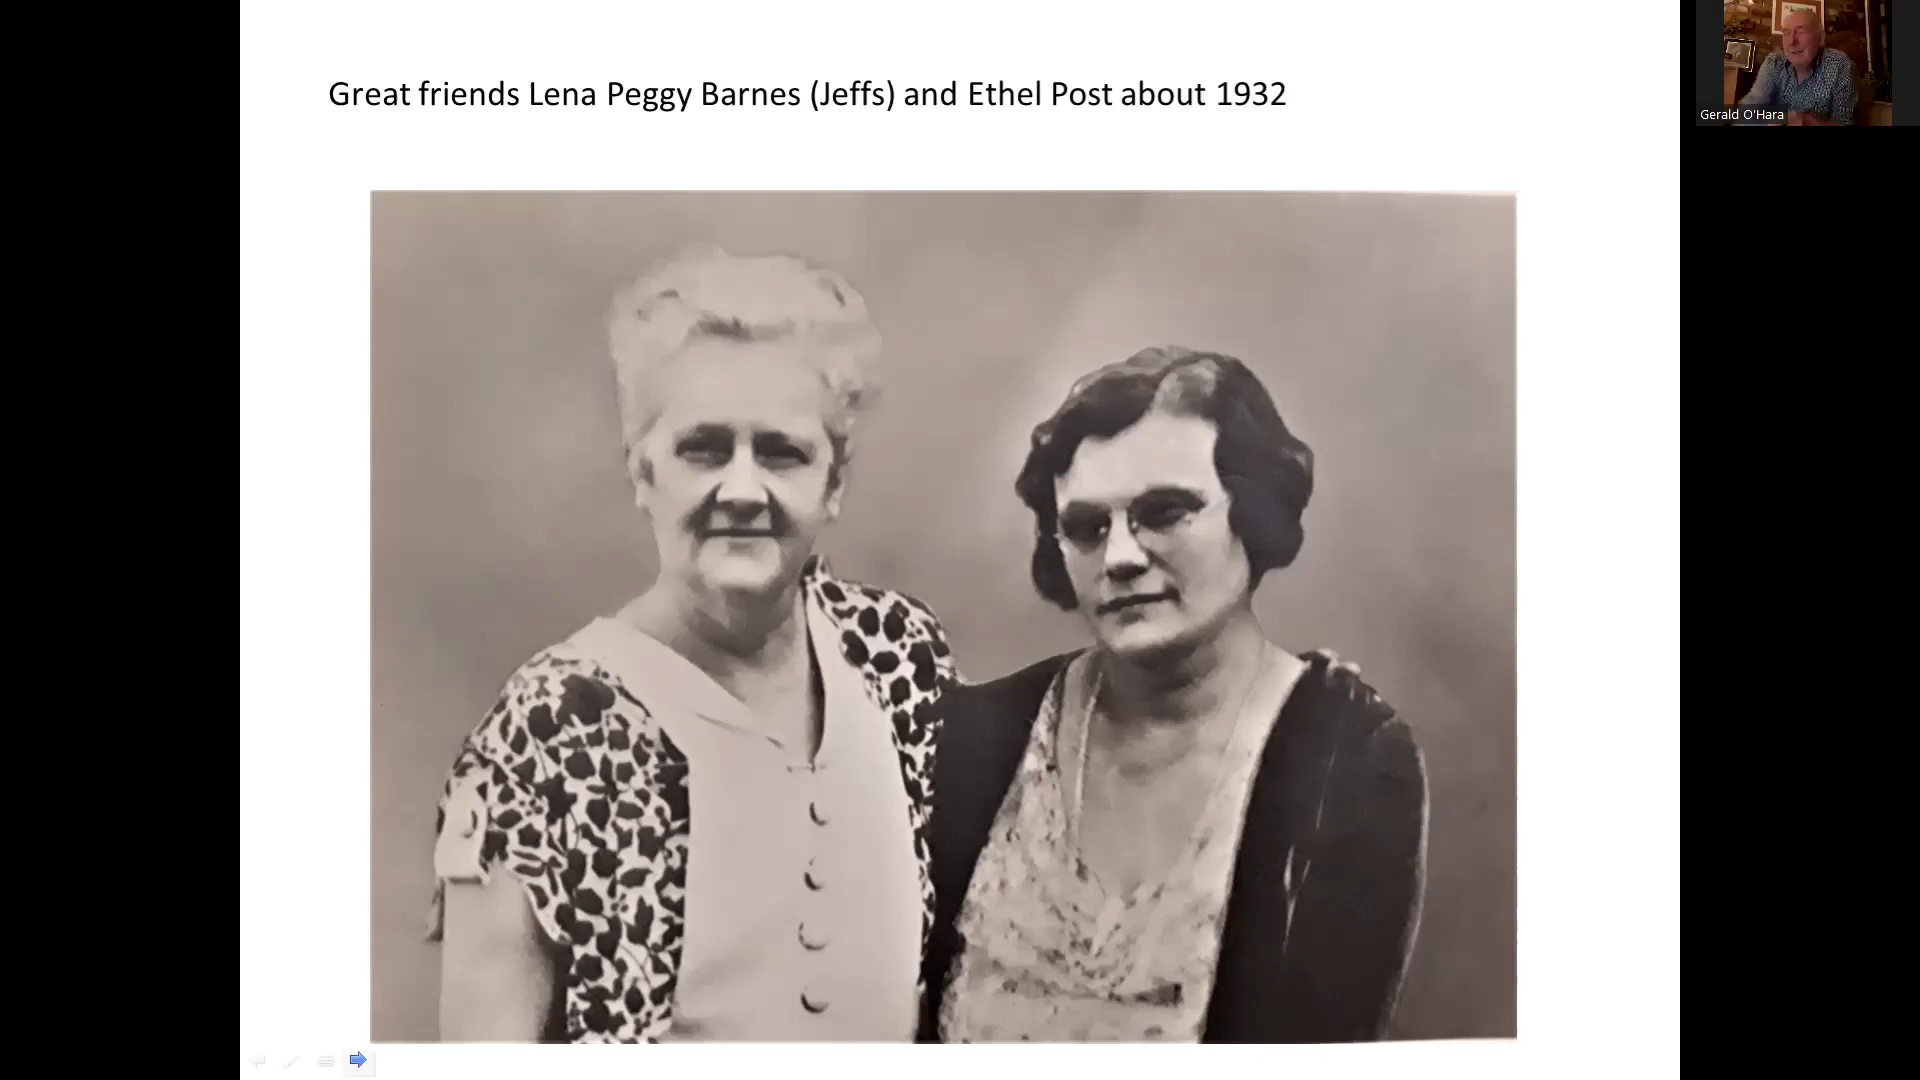 Great friends Lena Peggy Barnes (Jeffs) and Ethel Post about 1932
Gerald O'Hara